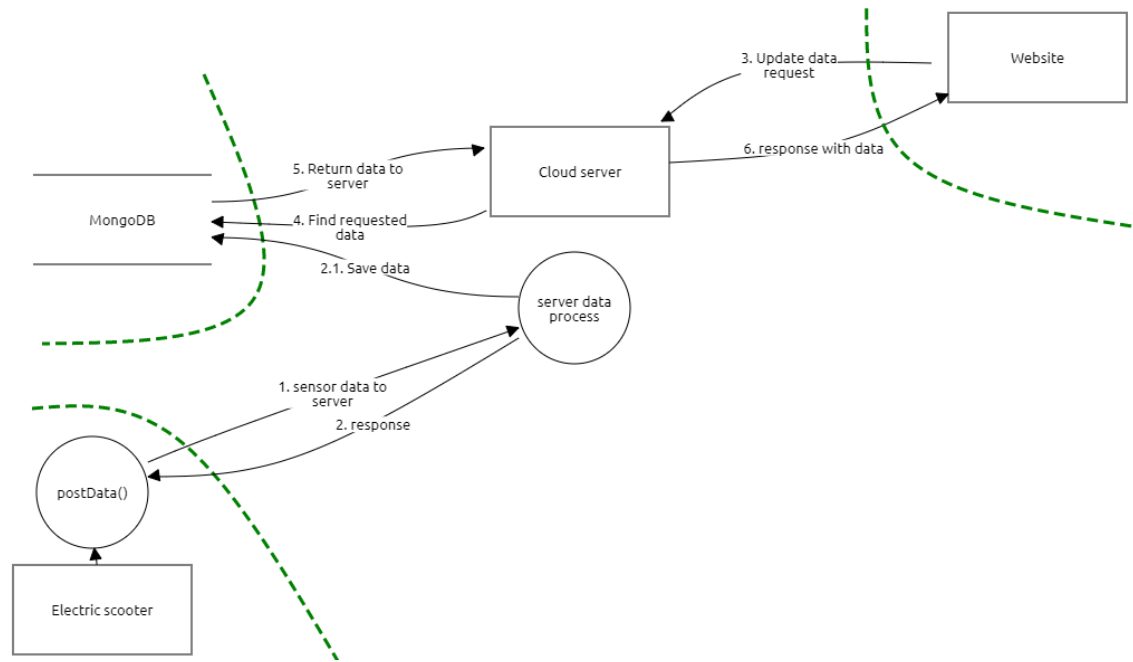 3. Update data
request
Website
6. response with data
Cloud server
5. Return data to
server
MongoDB
4. Find requested
data
2.1. Save data
server data
process
1. sensor data to
server
2. response
postData()
Electric scooter